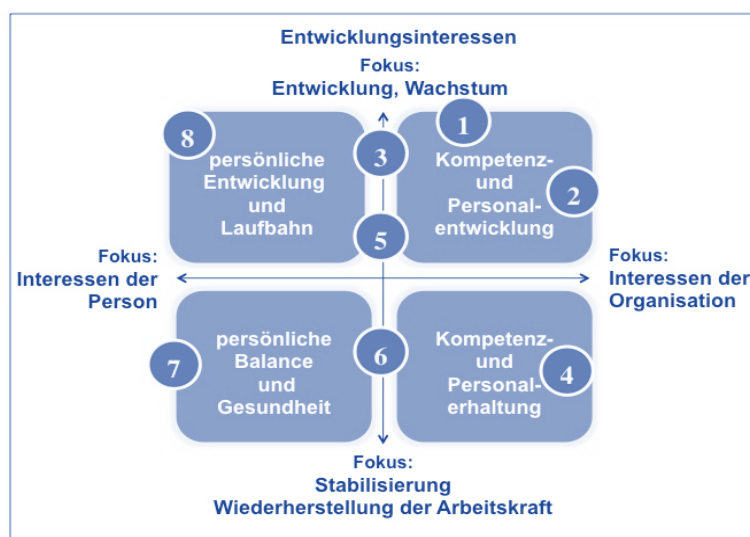 Entwicklungsinteressen
Fokus:
Entwicklung, Wachstum
8
persönliche
Entwicklung
und
Laufbahn
3
5
1
Kompetenz-
und
Personal-
entwicklung
2
Fokus:
Interessen der
Person
Fokus:
Interessen der
Organisation
7
persönliche
Balance
und
Gesundheit
6
Kompetenz-
und
Personal-
erhaltung
4
Fokus:
Stabilisierung
Wiederherstellung der Arbeitskraft